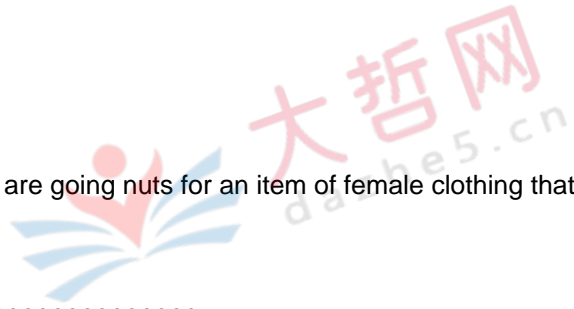 大哲网
dazhe5.cn
are going nuts for an item of female clothing that